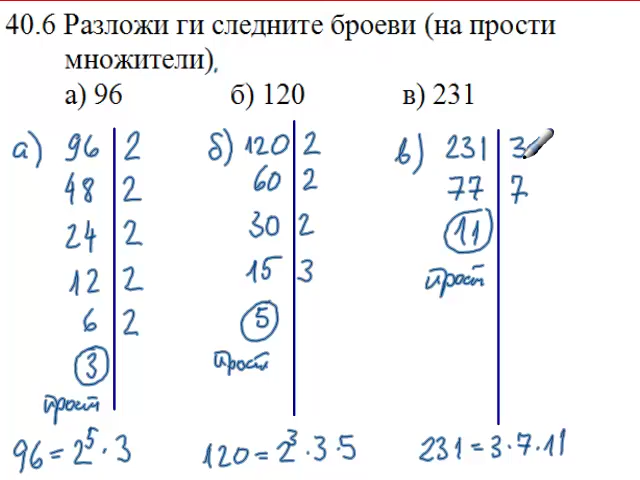 40.6 Разложи ги следните броеви (на прости
множители).
а) 96 б) 120 в) 231
а) 96 | 2 б) 120 | 2 в) 231 | 3
48 | 2 60 | 2 77 | 7
24 | 2 30 | 2 11
12 | 2 15 | 3 прост
6 | 2 5
3 прост
прост
96 = 2⁵ · 3 120 = 2³ · 3 · 5 231 = 3 · 7 · 11